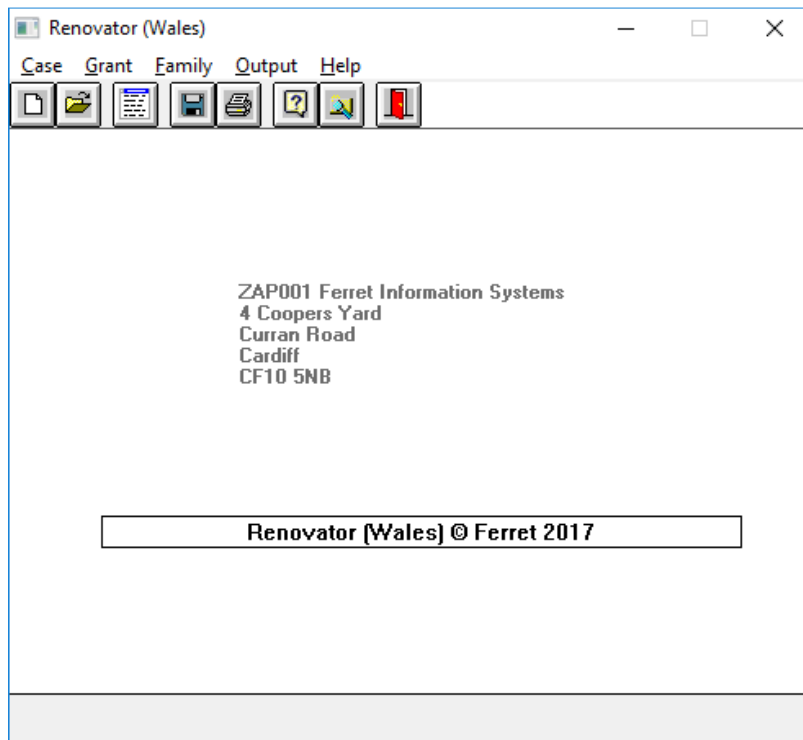 Renovator (Wales)
Case Grant Family Output Help
ZAP001 Ferret Information Systems
4 Coopers Yard
Curran Road
Cardiff
CF10 5NB
Renovator (Wales) © Ferret 2017